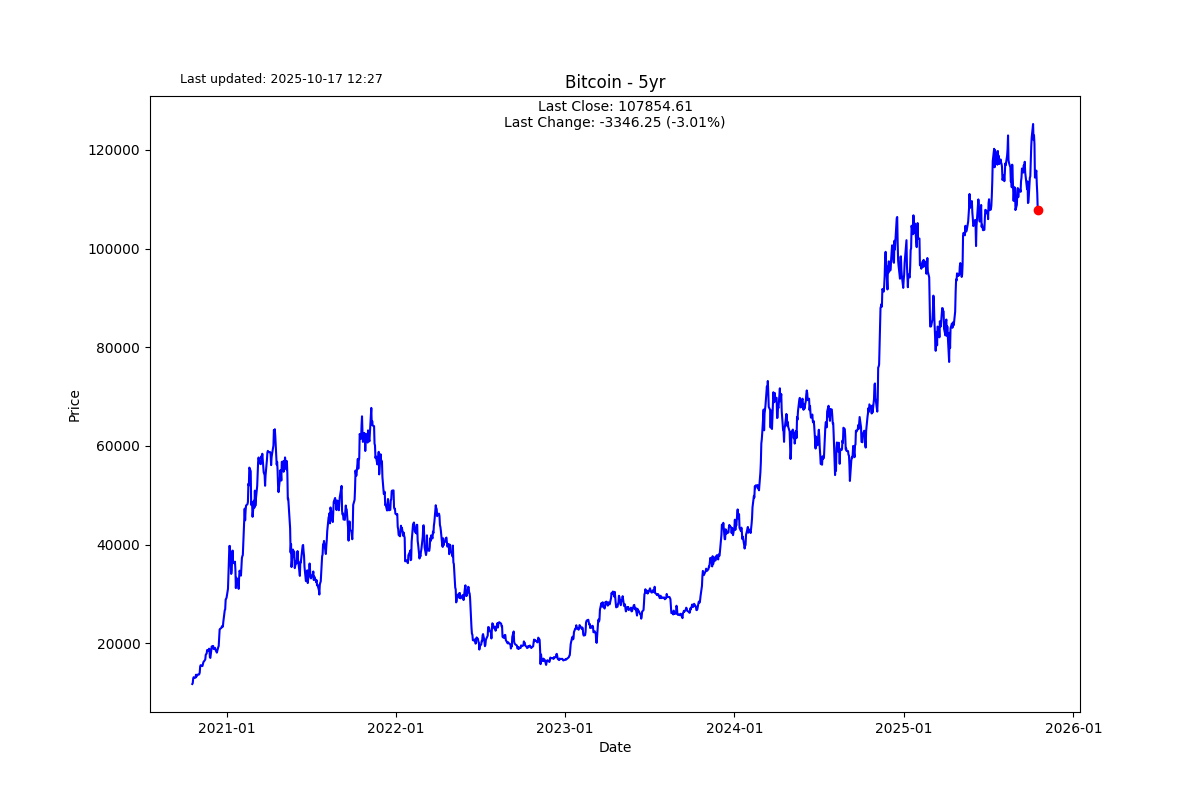 Last updated: 2025-10-17 12:27
Bitcoin - 5yr
Last Close: 107854.61
Last Change: -3346.25 (-3.01%)
120000
100000
80000
60000
40000
20000
Price
2021-01
2022-01
2023-01
2024-01
2025-01
2026-01
Date